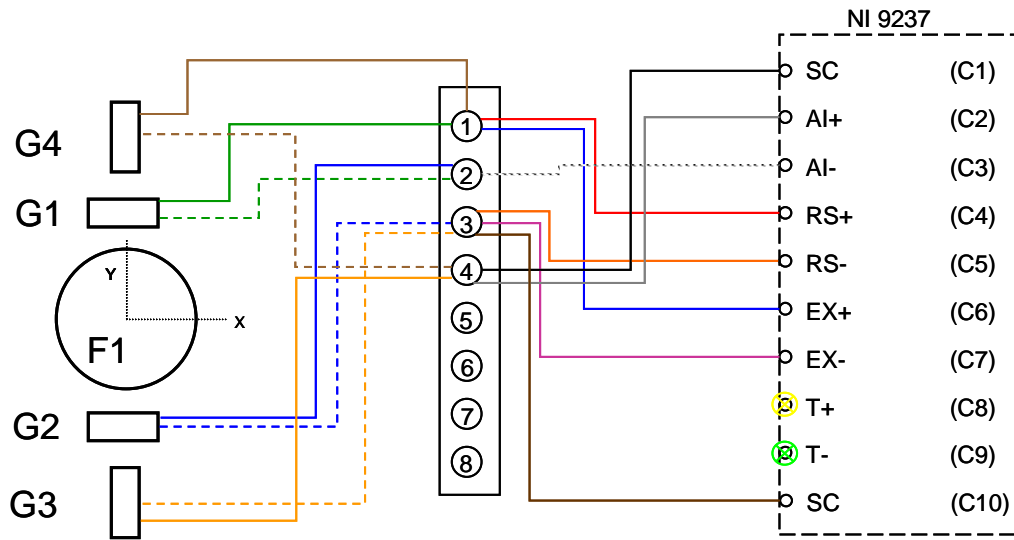 NI 9237
SC (C1)
AI+ (C2)
AI- (C3)
RS+ (C4)
RS- (C5)
EX+ (C6)
EX- (C7)
T+ (C8)
T- (C9)
SC (C10)
G4
G1
Y
X
F1
G2
G3
1
2
3
4
5
6
7
8